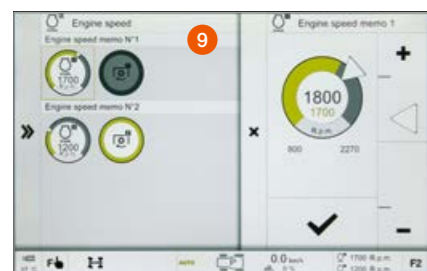 Engine speed
Engine speed memo N°1
9
1700
R.p.m.
Engine speed memo N°2
1200
R.p.m.
Engine speed memo 1
1800
1700
R.p.m.
800 2270
AUTO
P
0.0 km/h
0 %
1700 R.p.m.
1200 R.p.m.
F2